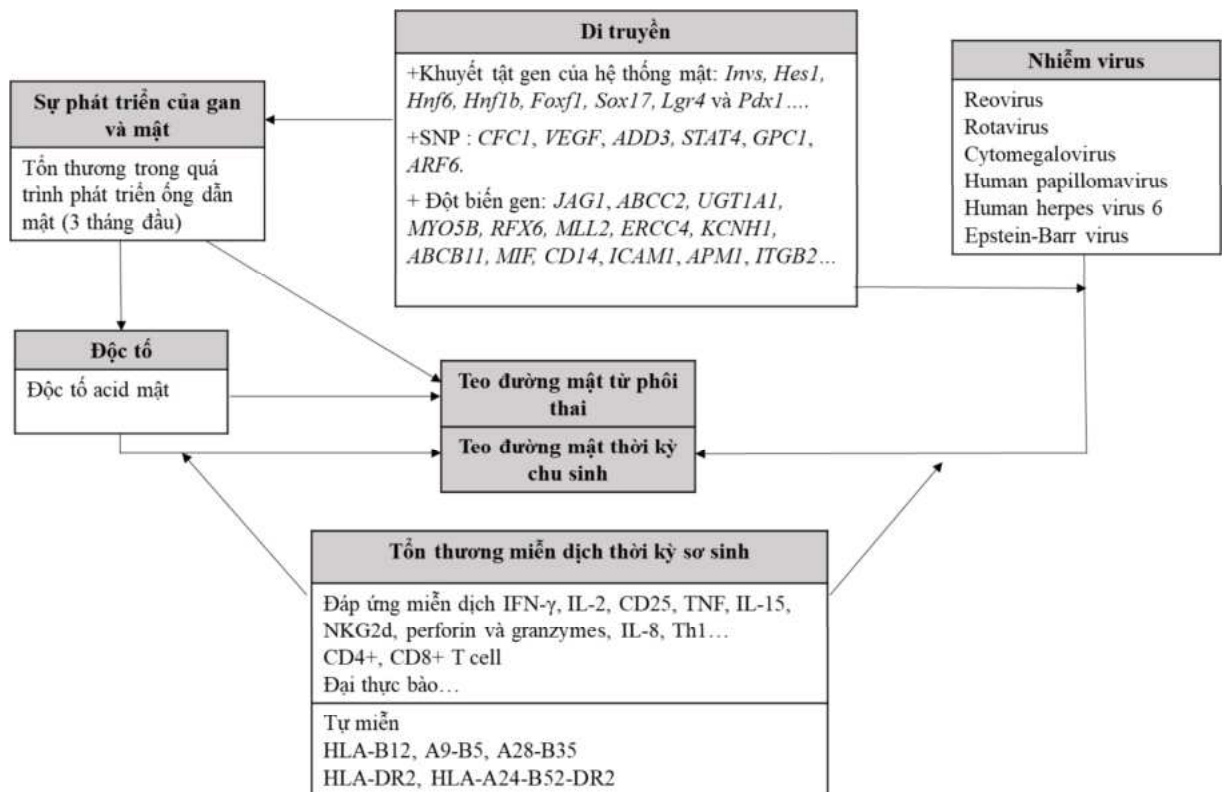 Di truyền
+Khuyết tật gen của hệ thống mật: Invs, Hes1,
Hnf6, Hnf1b, Foxf1, Sox17, Lgr4 và Pdx1….
+SNP : CFC1, VEGF, ADD3, STAT4, GPC1,
ARF6.
+ Đột biến gen: JAG1, ABCC2, UGT1A1,
MYO5B, RFX6, MLL2, ERCC4, KCNH1,
ABCB11, MIF, CD14, ICAM1, APM1, ITGB2…
Nhiễm virus
Reovirus
Rotavirus
Cytomegalovirus
Human papillomavirus
Human herpes virus 6
Epstein-Barr virus
Sự phát triển của gan
và mật
Tổn thương trong quá
trình phát triển ống dẫn
mật (3 tháng đầu)
Độc tố
Độc tố acid mật
Teo đường mật từ phôi
thai
Teo đường mật thời kỳ
chu sinh
Tổn thương miễn dịch thời kỳ sơ sinh
Đáp ứng miễn dịch IFN-γ, IL-2, CD25, TNF, IL-15,
NKG2d, perforin và granzymes, IL-8, Th1…
CD4+, CD8+ T cell
Đại thực bào…
Tự miễn
HLA-B12, A9-B5, A28-B35
HLA-DR2, HLA-A24-B52-DR2